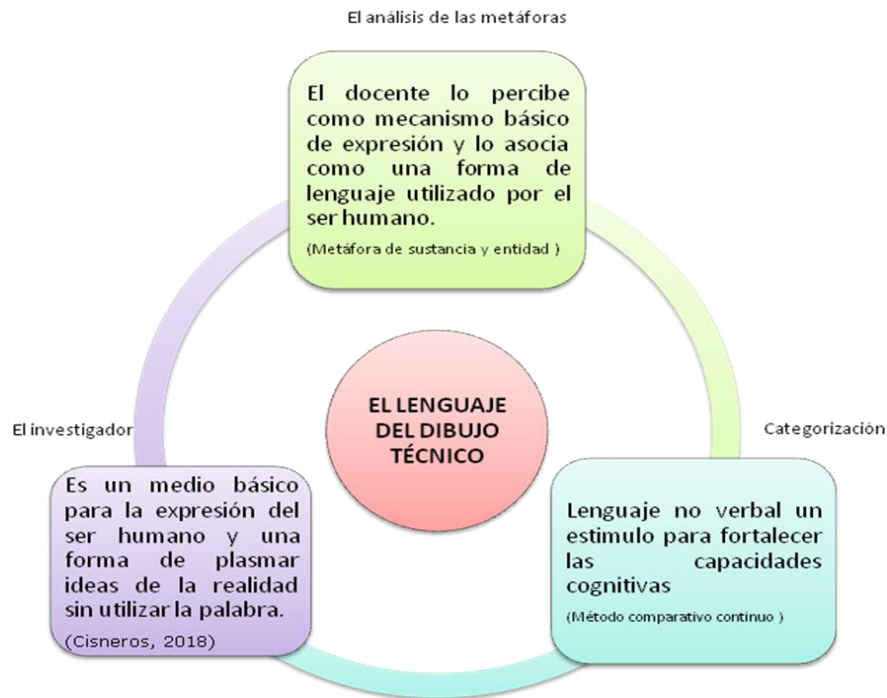 El análisis de las metáforas
El docente lo percibe
como mecanismo básico
de expresión y lo asocia
como una forma de
lenguaje utilizado por el
ser humano.
(Metáfora de sustancia y entidad )
EL LENGUAJE
DEL DIBUJO
TÉCNICO
El investigador
Es un medio básico
para la expresión del
ser humano y una
forma de plasmar
ideas de la realidad
sin utilizar la palabra.
(Cisneros, 2018)
Categorización
Lenguaje no verbal un
estimulo para fortalecer
las capacidades
cognitivas
(Método comparativo continuo )